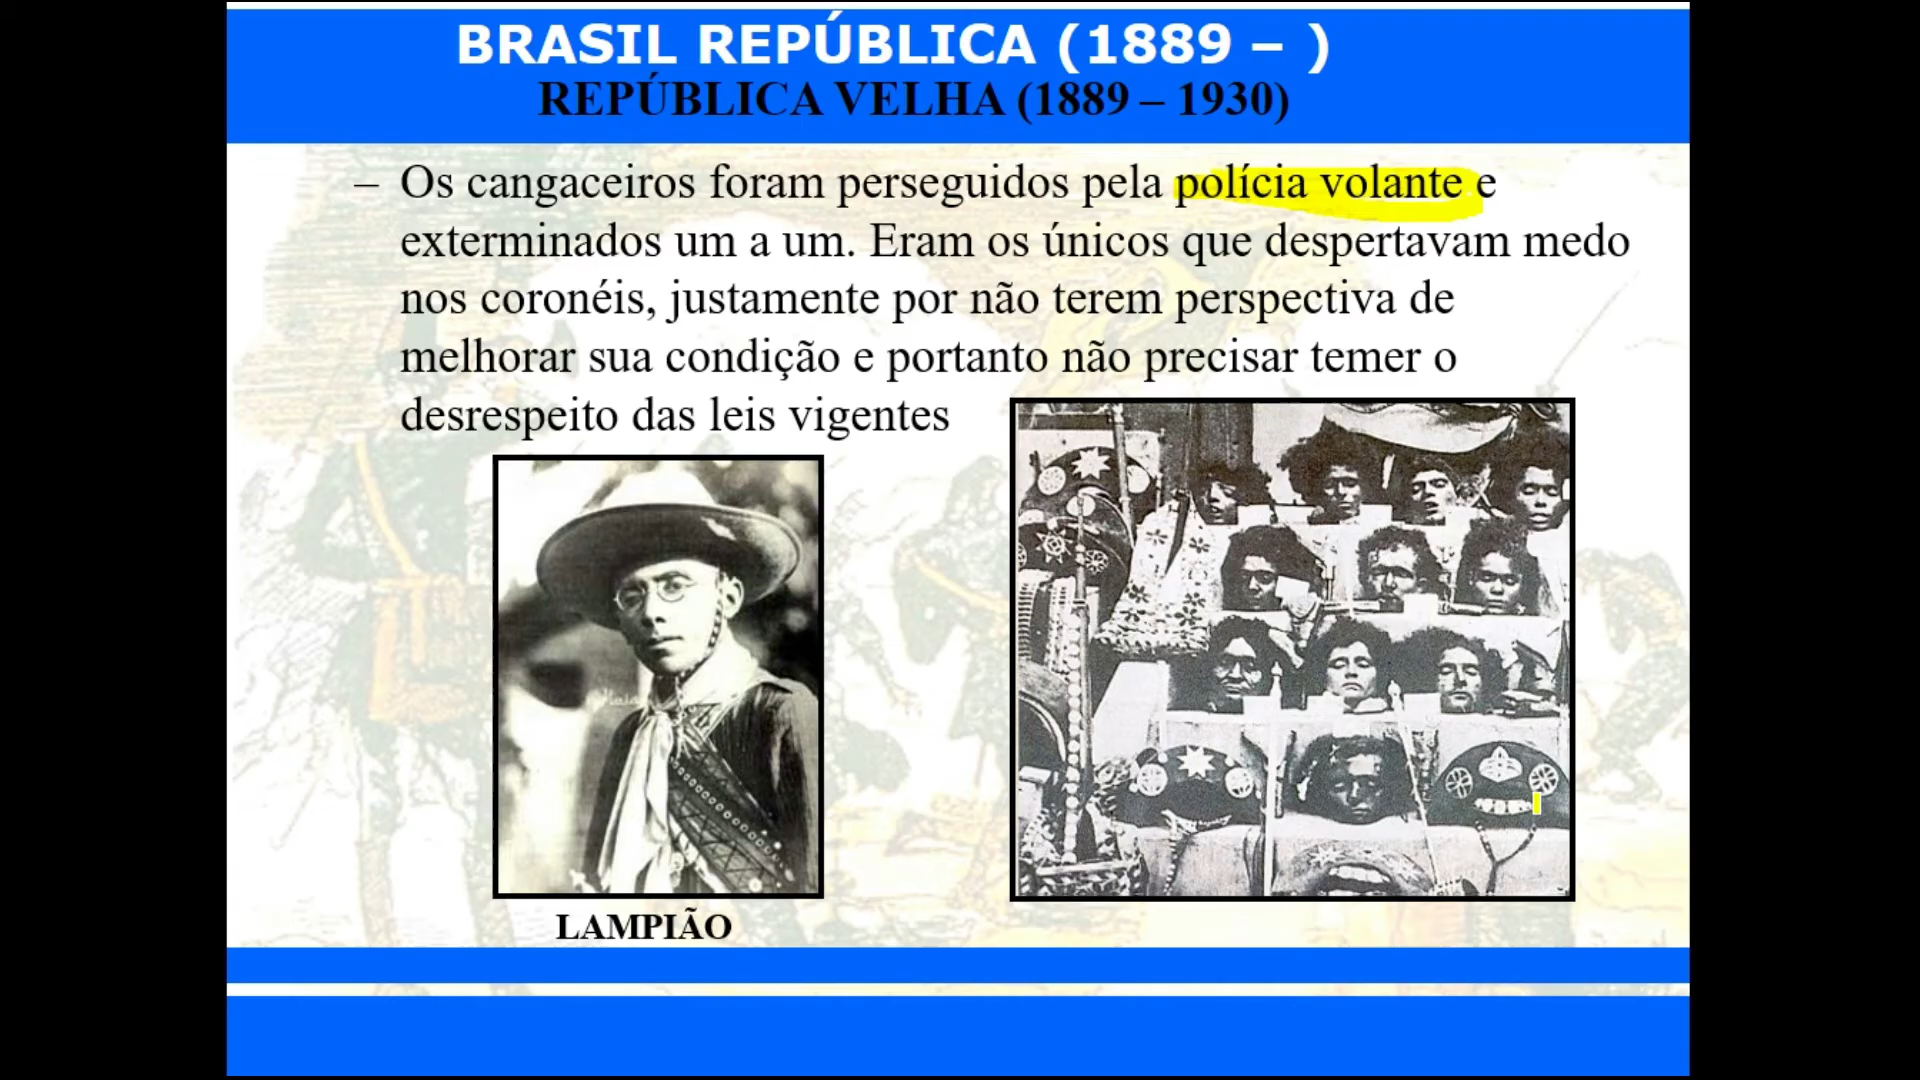 BRASIL REPÚBLICA (1889 – )
REPÚBLICA VELHA (1889 – 1930)
– Os cangaceiros foram perseguidos pela polícia volante e
exterminados um a um. Eram os únicos que despertavam medo
nos coronéis, justamente por não terem perspectiva de
melhorar sua condição e portanto não precisar temer o
desrespeito das leis vigentes
LAMPIÃO